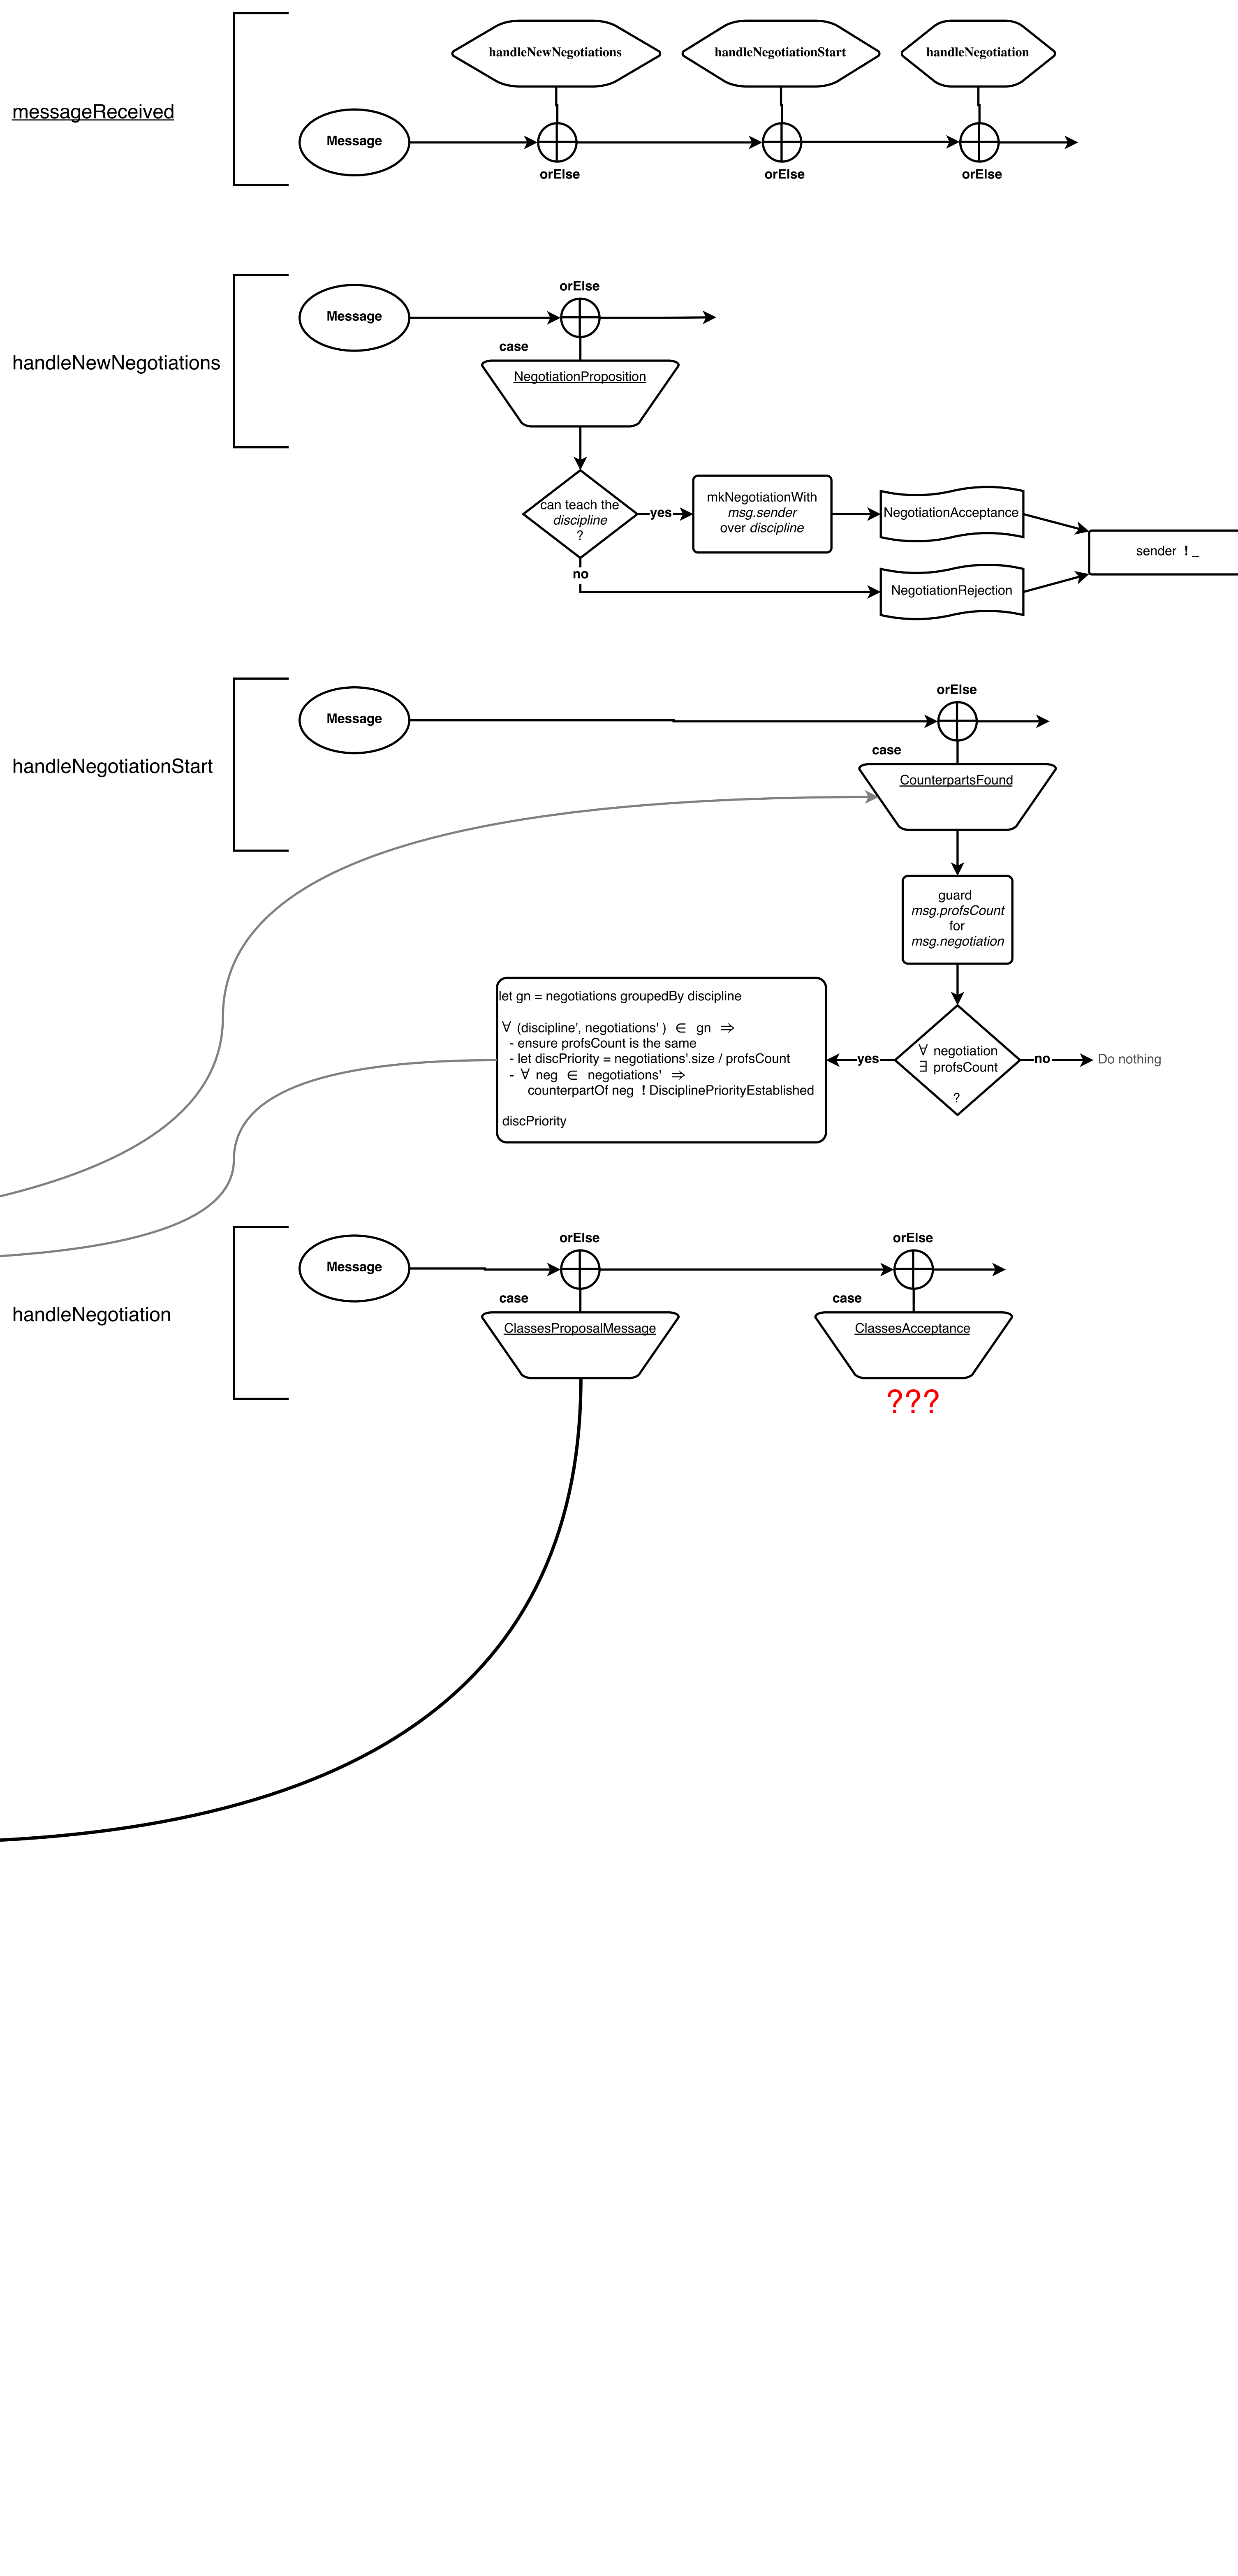 handleNewNegotiations
handleNegotiationStart
handleNegotiation
messageReceived
Message
orElse
orElse
orElse
orElse
Message
case
handleNewNegotiations
NegotiationProposition
can teach the
discipline
?
yes
mkNegotiationWith
msg.sender
over discipline
NegotiationAcceptance
sender ! _
no
NegotiationRejection
orElse
Message
case
handleNegotiationStart
CounterpartsFound
guard
msg.profsCount
for
msg.negotiation
let gn = negotiations groupedBy discipline
∀ (discipline', negotiations' ) ∈ gn ⇒
- ensure profsCount is the same
- let discPriority = negotiations'.size / profsCount
- ∀ neg ∈ negotiations' ⇒
counterpartOf neg ! DisciplinePriorityEstablished
discPriority
yes
∀ negotiation
∃ profsCount
?
no
Do nothing
orElse
orElse
Message
case
case
handleNegotiation
ClassesProposalMessage
ClassesAcceptance
???